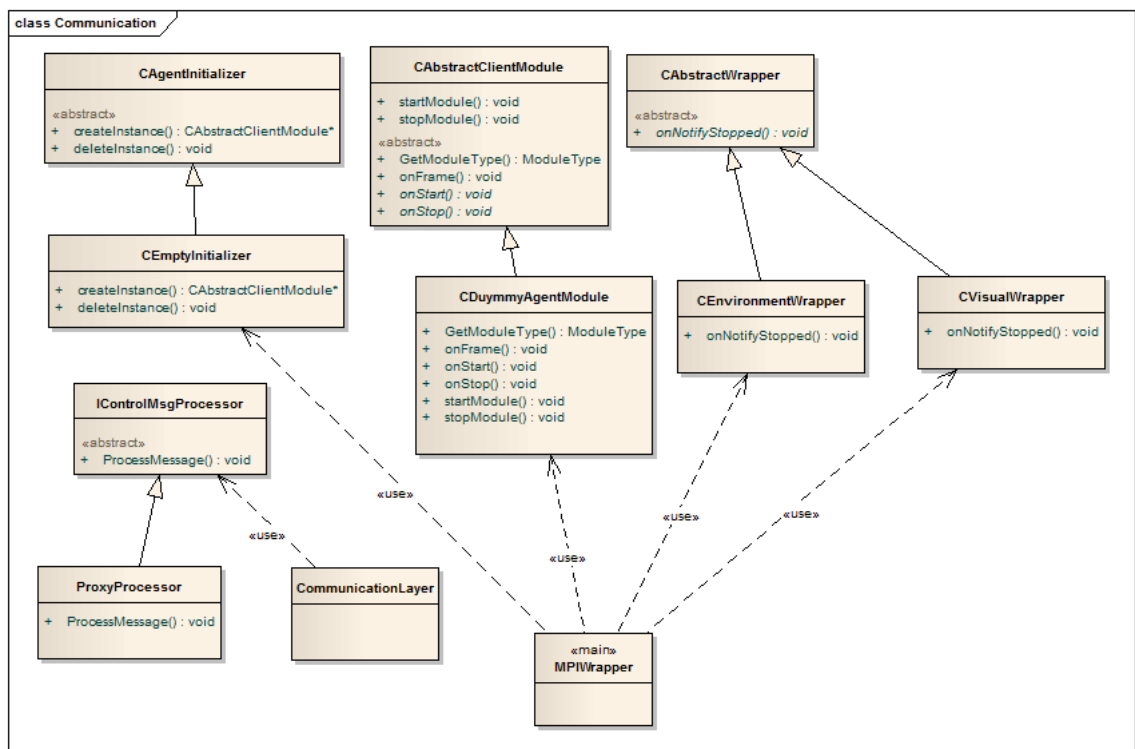 class Communication
CAgentInitializer
«abstract»
+ createInstance() : CAbstractClientModule*
+ deleteInstance() : void
CAbstractClientModule
+ startModule() : void
+ stopModule() : void
«abstract»
+ GetModuleType() : ModuleType
+ onFrame() : void
+ onStart() : void
+ onStop() : void
CAbstractWrapper
«abstract»
+ onNotifyStopped() : void
CEmptyInitializer
+ createInstance() : CAbstractClientModule*
+ deleteInstance() : void
CDuymmyAgentModule
+ GetModuleType() : ModuleType
+ onFrame() : void
+ onStart() : void
+ onStop() : void
+ startModule() : void
+ stopModule() : void
CEnvironmentWrapper
+ onNotifyStopped() : void
CVisualWrapper
+ onNotifyStopped() : void
IControlMsgProcessor
«abstract»
+ ProcessMessage() : void
«use»
«use»
«use»
«use»
«use»
ProxyProcessor
+ ProcessMessage() : void
CommunicationLayer
«main»
MPIWrapper